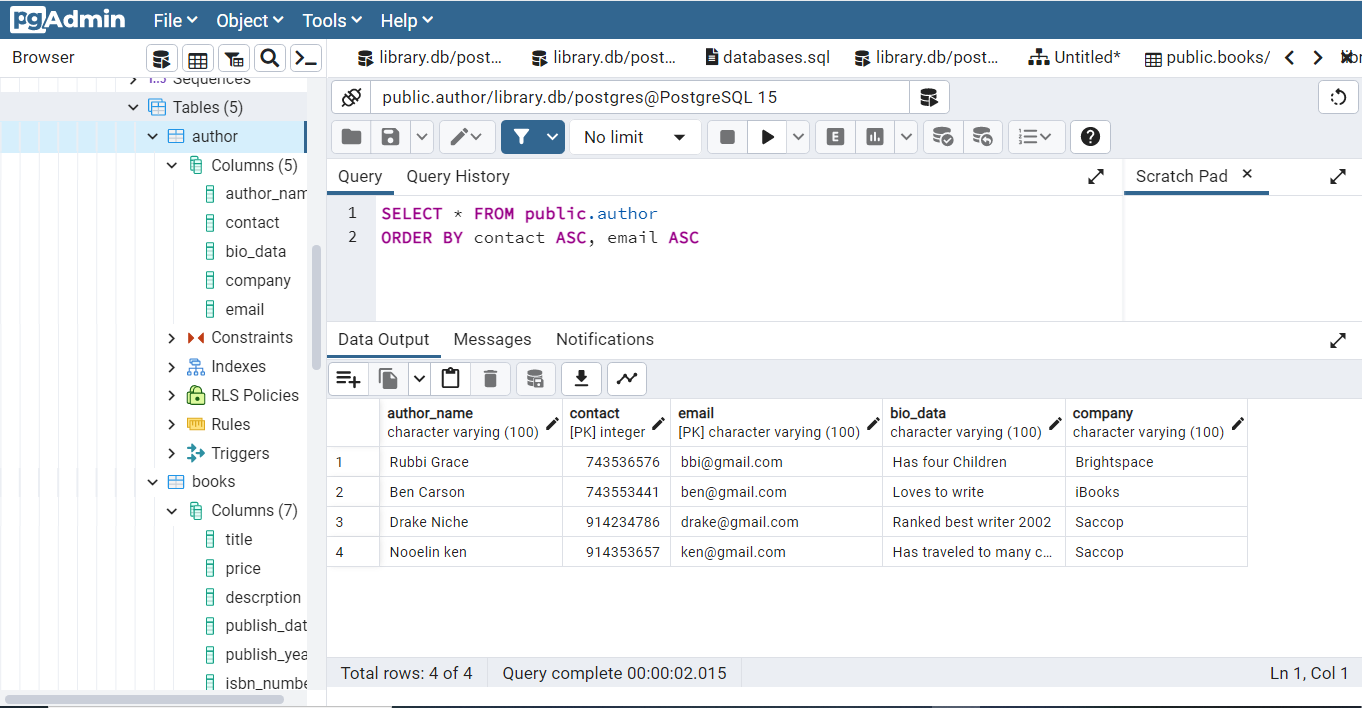 pgAdmin File Object Tools Help
Browser
library.db/post... library.db/post... databases.sql library.db/post... Untitled* public.books/
Sequences
Tables (5)
author
Columns (5)
author_nam
contact
bio_data
company
email
Constraints
Indexes
RLS Policies
Rules
Triggers
books
Columns (7)
title
price
descrption
publish_dat
publish_yea
isbn_numbe
public.author/library.db/postgres@PostgreSQL 15
No limit E
Query Query History
Scratch Pad
1 SELECT * FROM public.author
2 ORDER BY contact ASC, email ASC
Data Output Messages Notifications
author_name contact email bio_data company
character varying (100) [PK] integer [PK] character varying (100) character varying (100) character varying (100)
1 Rubbi Grace 743536576 bbi@gmail.com Has four Children Brightspace
2 Ben Carson 743553441 ben@gmail.com Loves to write iBooks
3 Drake Niche 914234786 drake@gmail.com Ranked best writer 2002 Saccop
4 Nooelin ken 914353657 ken@gmail.com Has traveled to many c... Saccop
Total rows: 4 of 4 Query complete 00:00:02.015 Ln 1, Col 1